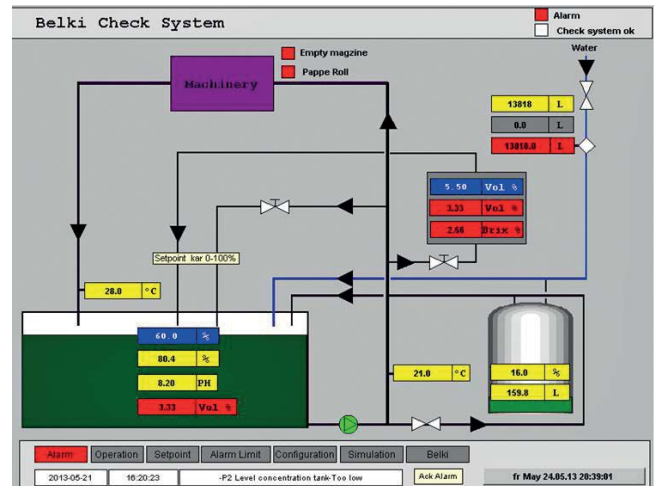 Belki Check System
Alarm
Check system ok
Empty magzine
Pappe Roll
Water
Machinery
13818 L
0.0 L
13818.0 L
5.50 Vol %
3.33 Vol %
2.66 Brix %
Setpoint kar 0-100%
28.0 °C
60.0 %
80.4 %
8.20 PH
3.33 Vol %
21.0 °C
16.0 %
159.8 L
Alarm Operation Setpoint Alarm Limit Configuration Simulation Belki
2013-05-21 16:20:23 -P2 Level concentration tank-Too low Ack Alarm fr May 24.05.13 20:39:01